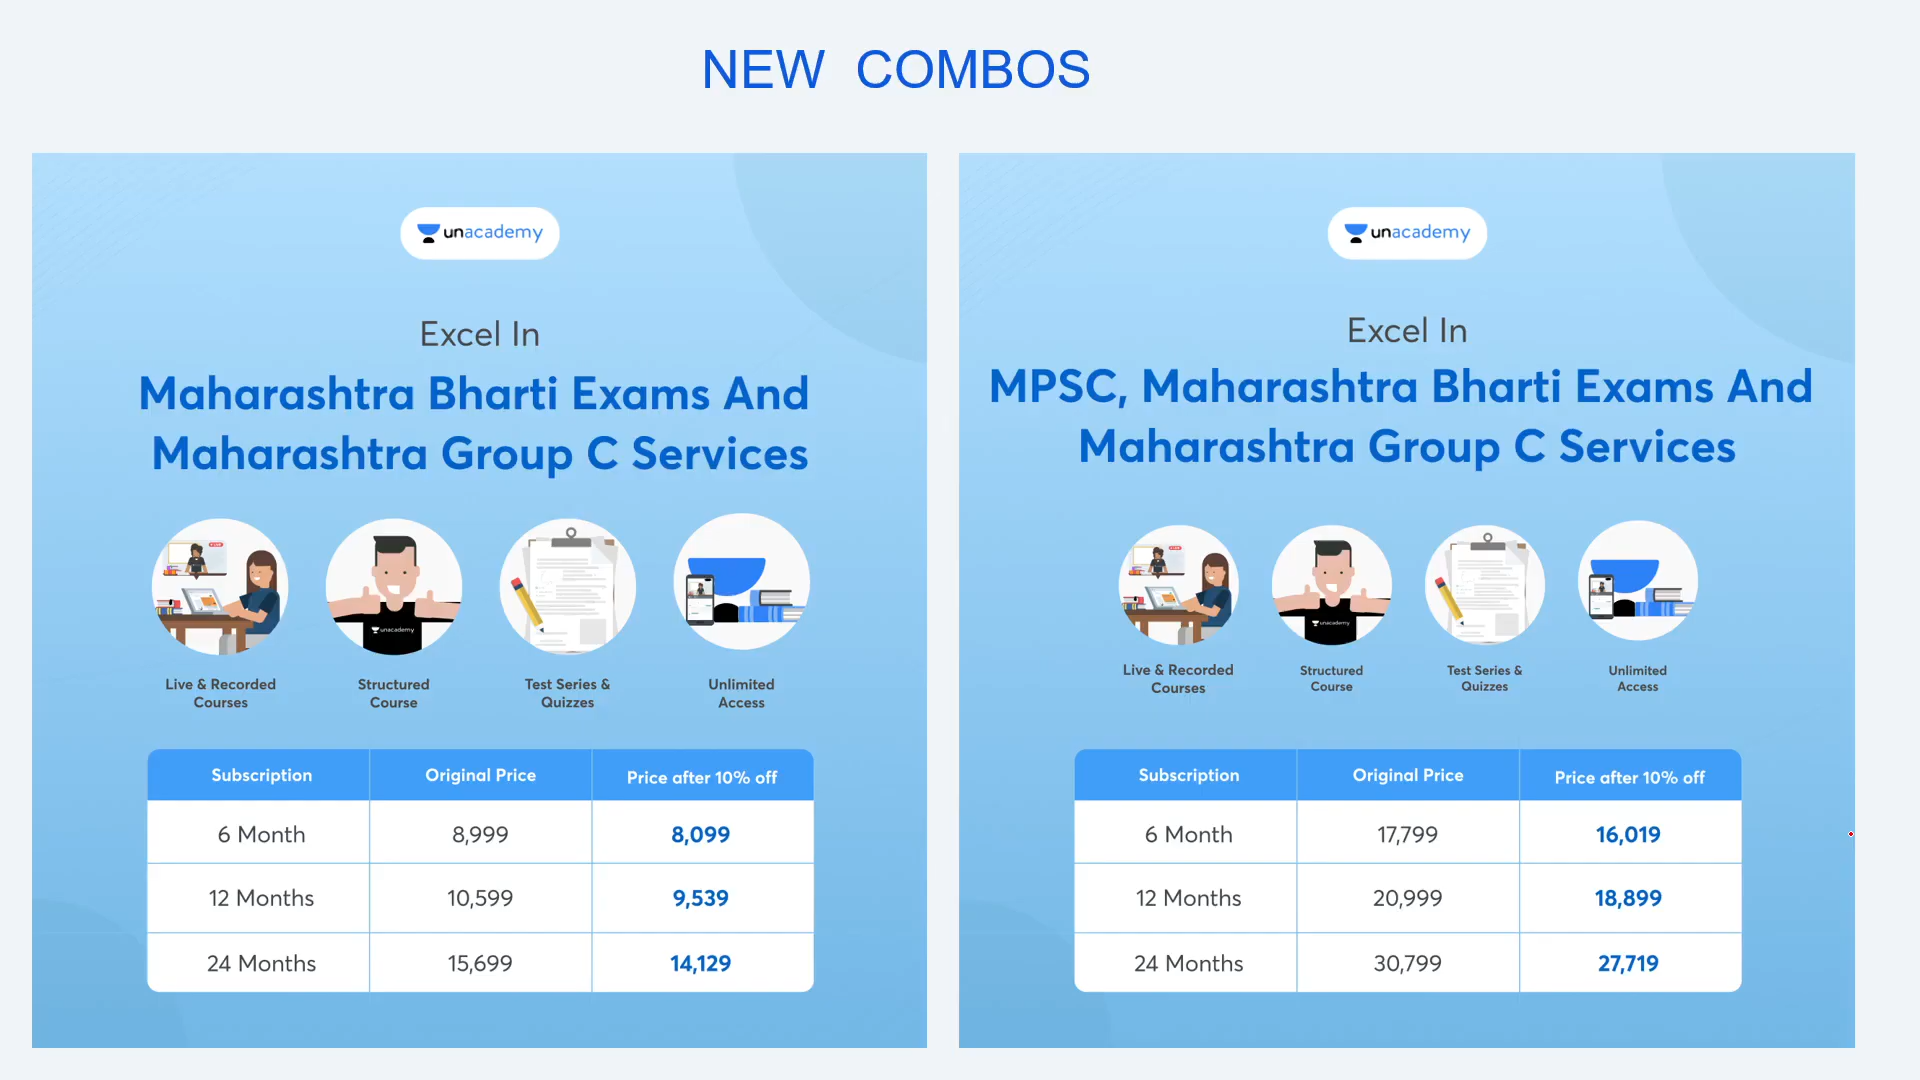 NEW COMBOS
unacademy
Excel In
Maharashtra Bharti Exams And
Maharashtra Group C Services
unacademy
Live & Recorded
Courses
Structured
Course
Test Series &
Quizzes
Unlimited
Access
Subscription Original Price Price after 10% off
6 Month 8,999 8,099
12 Months 10,599 9,539
24 Months 15,699 14,129
unacademy
Excel In
MPSC, Maharashtra Bharti Exams And
Maharashtra Group C Services
unacademy
Live & Recorded
Courses
Structured
Course
Test Series &
Quizzes
Unlimited
Access
Subscription Original Price Price after 10% off
6 Month 17,799 16,019
12 Months 20,999 18,899
24 Months 30,799 27,719